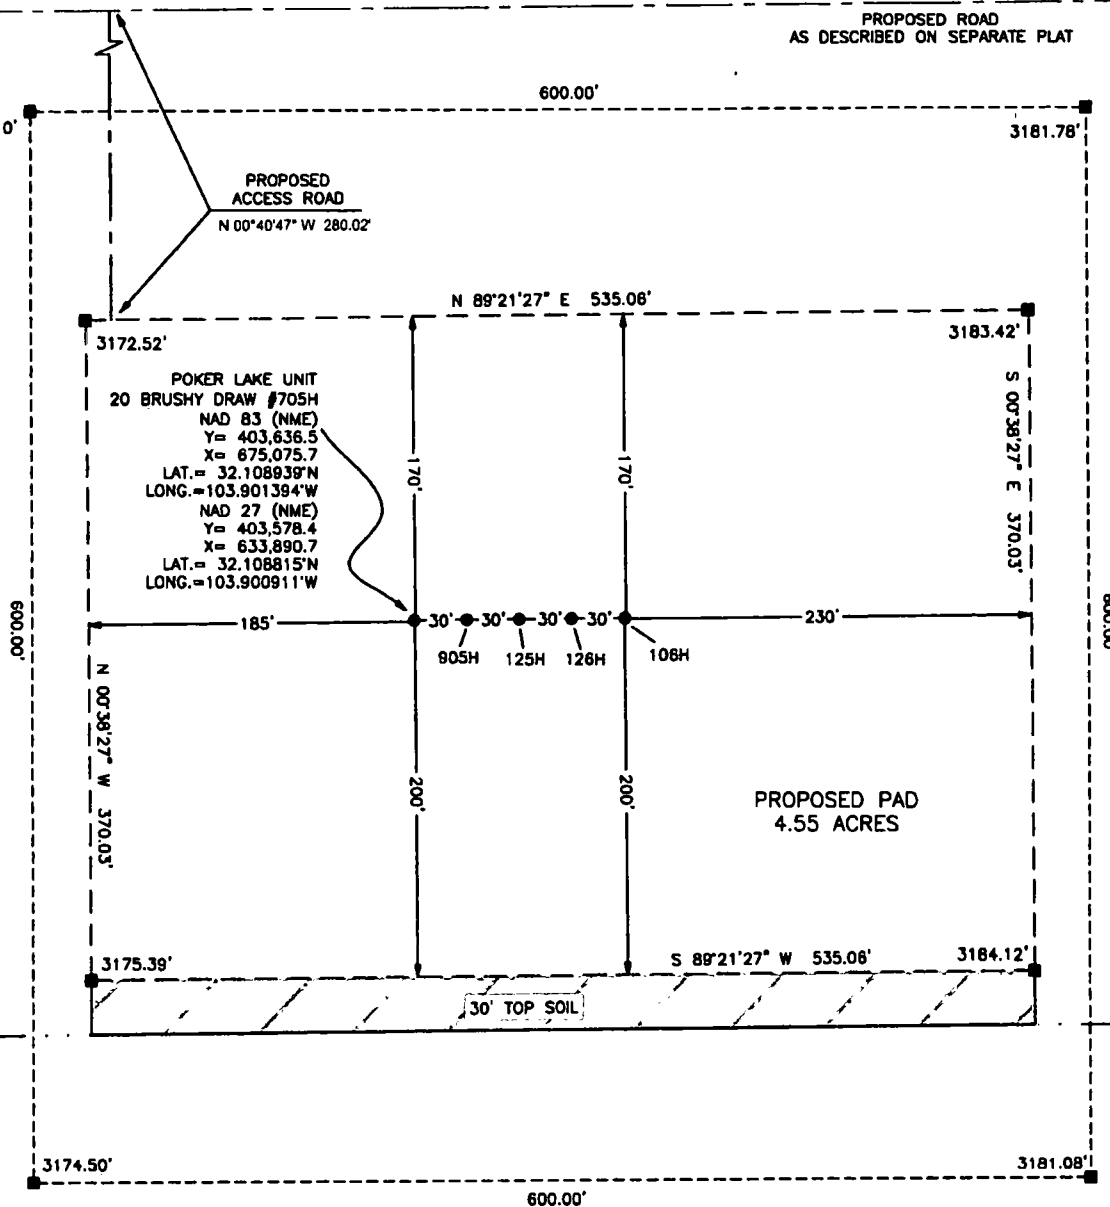 PROPOSED ROAD
AS DESCRIBED ON SEPARATE PLAT
600.00'
0'
3181.78'
PROPOSED
ACCESS ROAD
N 00°40'47" W 280.02'
N 89°21'27" E 535.06'
3172.52'
3183.42'
POKER LAKE UNIT
20 BRUSHY DRAW #705H
NAD 83 (NME)
Y= 403,636.5
X= 675,075.7
LAT.= 32.108939°N
LONG.=103.901394°W
NAD 27 (NME)
Y= 403,578.4
X= 633,890.7
LAT.= 32.108815°N
LONG.=103.900911°W
170'
170'
S 00°38'27" E 370.03'
600.00'
185'
30'
30'
30'
30'
230'
905H
125H
126H
106H
N 00°38'27" W 370.03'
200'
200'
PROPOSED PAD
4.55 ACRES
3175.39'
S 89°21'27" W 535.06'
3184.12'
30' TOP SOIL
3174.50'
3181.08'
600.00'